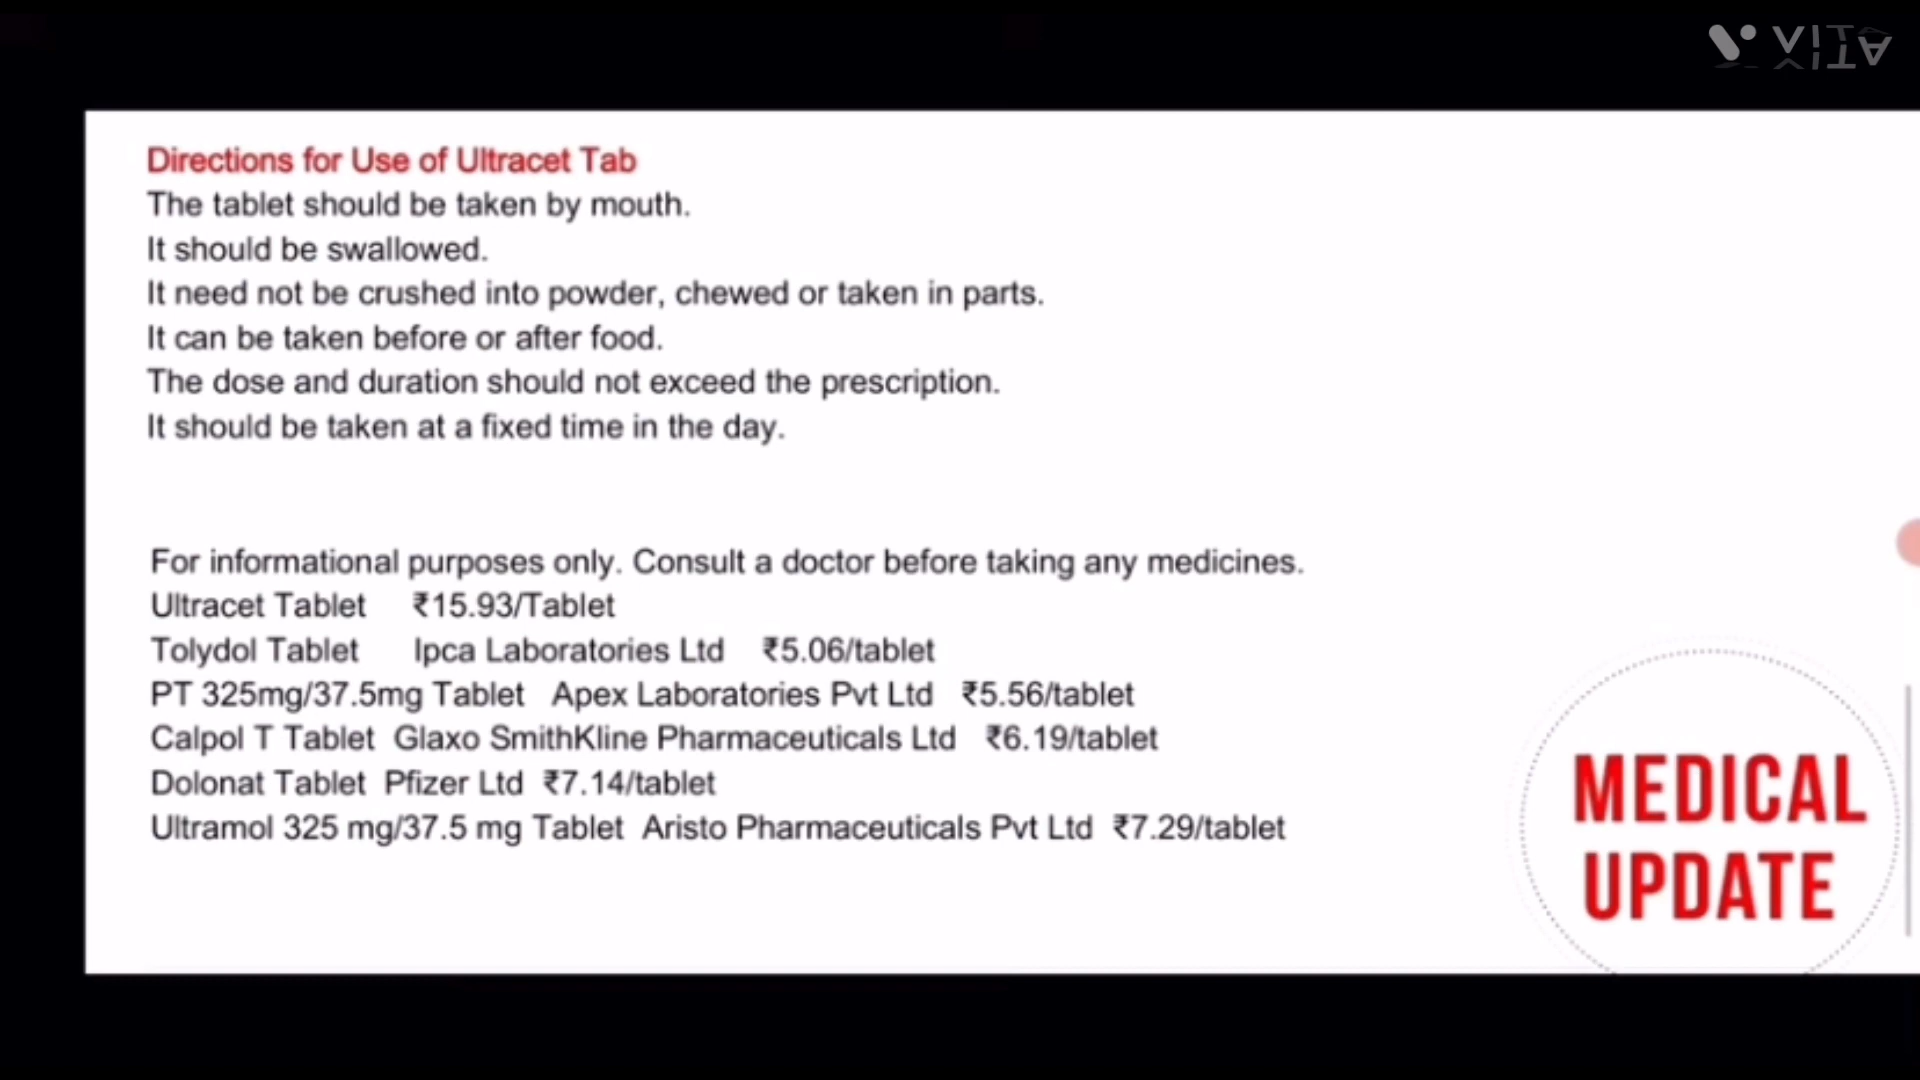 VITA
Directions for Use of Ultracet Tab
The tablet should be taken by mouth.
It should be swallowed.
It need not be crushed into powder, chewed or taken in parts.
It can be taken before or after food.
The dose and duration should not exceed the prescription.
It should be taken at a fixed time in the day.
For informational purposes only. Consult a doctor before taking any medicines.
Ultracet Tablet ₹15.93/Tablet
Tolydol Tablet Ipca Laboratories Ltd ₹5.06/tablet
PT 325mg/37.5mg Tablet Apex Laboratories Pvt Ltd ₹5.56/tablet
Calpol T Tablet Glaxo SmithKline Pharmaceuticals Ltd ₹6.19/tablet
Dolonat Tablet Pfizer Ltd ₹7.14/tablet
Ultramol 325 mg/37.5 mg Tablet Aristo Pharmaceuticals Pvt Ltd ₹7.29/tablet
MEDICAL
UPDATE